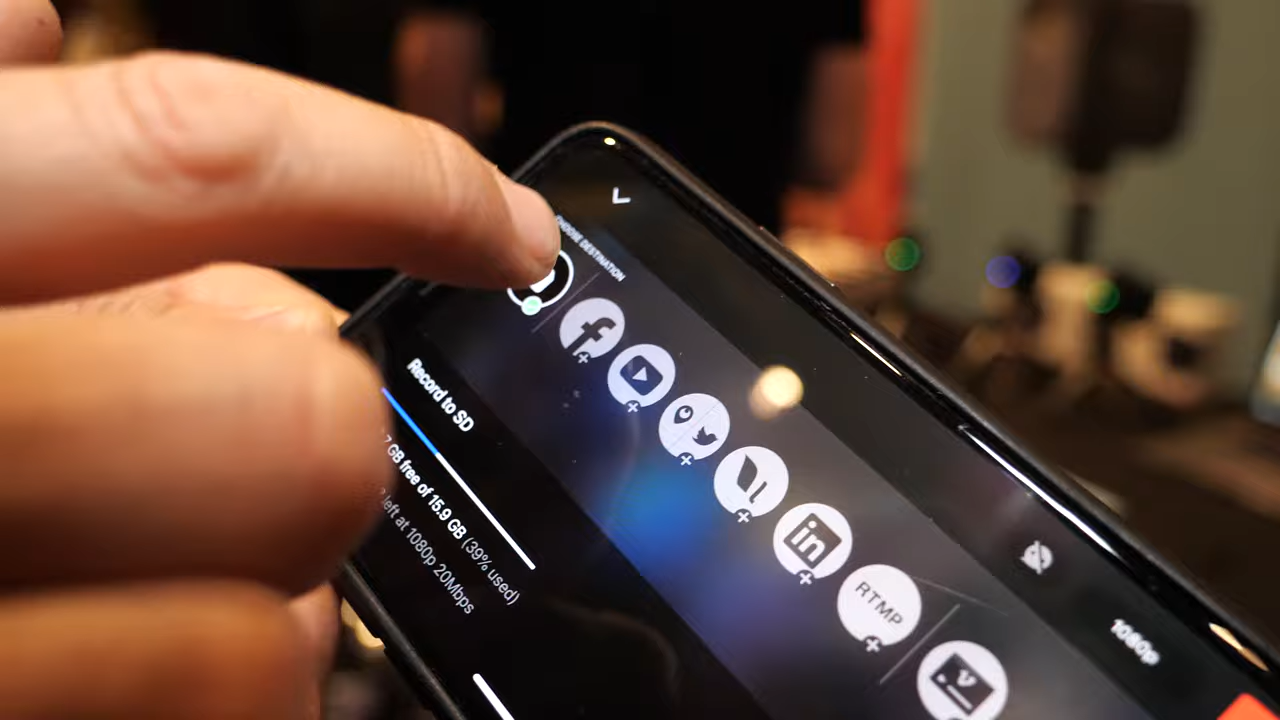 CHOOSE DESTINATION
Record to SD
GB free of 15.9 GB (39% used)
left at 1080p 20Mbps
f
in
RTMP
1080p